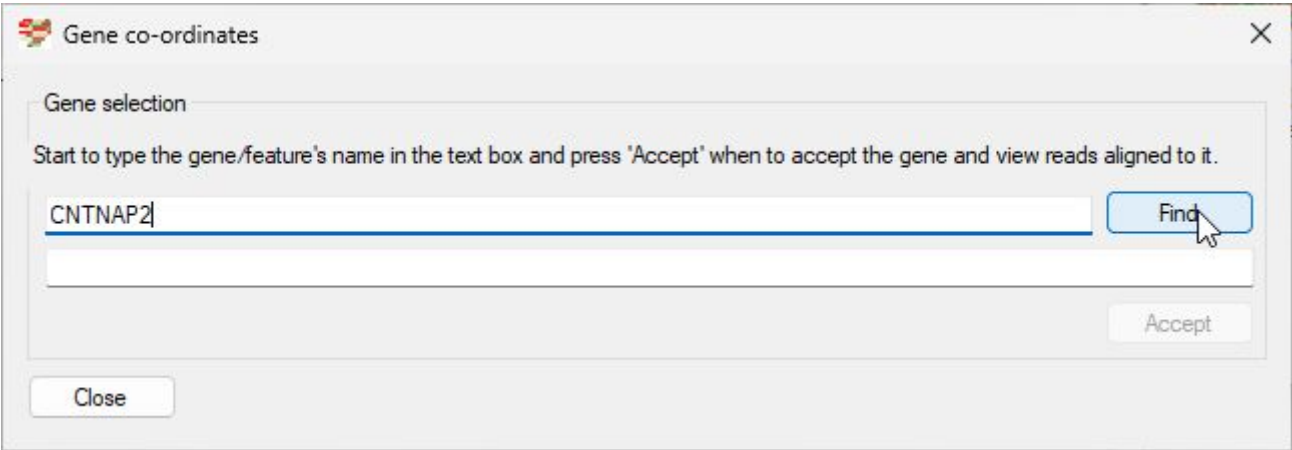 Gene co-ordinates
Gene selection
Start to type the gene/feature's name in the text box and press 'Accept' when to accept the gene and view reads aligned to it.
CNTNAP2
Find
Accept
Close